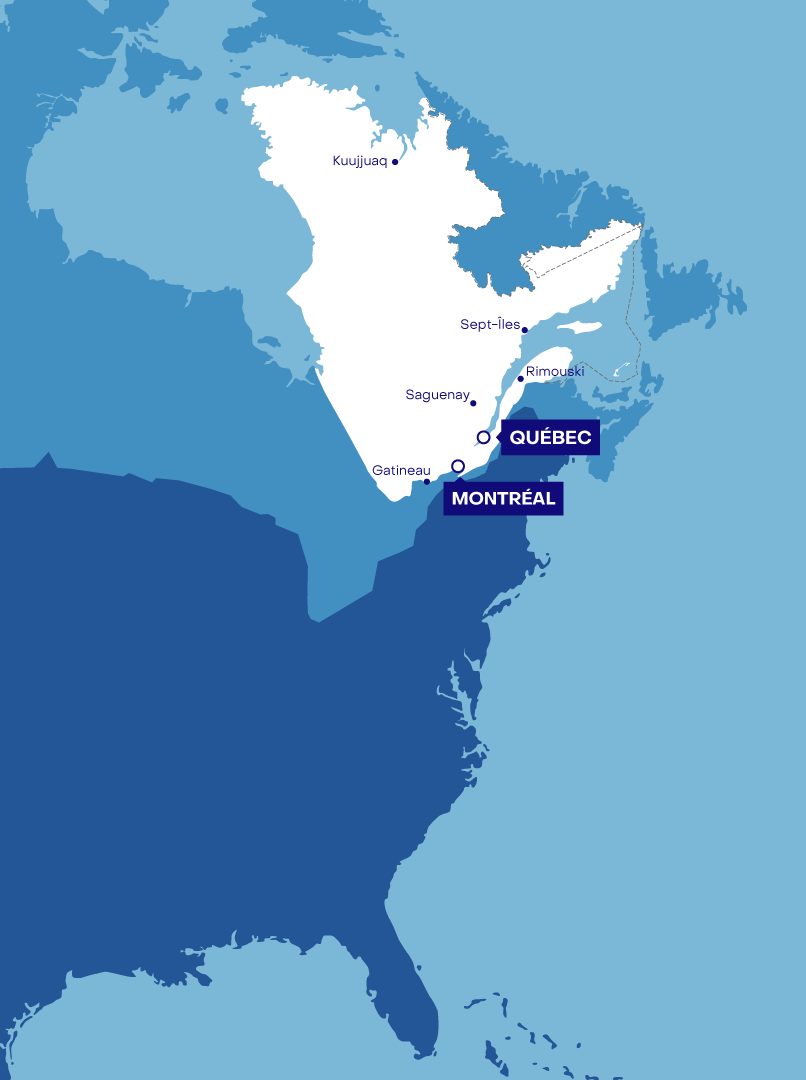 Kuujjuaq
Sept-Îles
Rimouski
Saguenay
QUÉBEC
Gatineau
MONTRÉAL